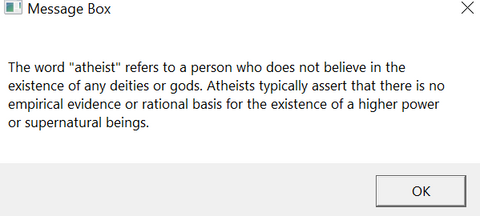 Message Box
The word "atheist" refers to a person who does not believe in the
existence of any deities or gods. Atheists typically assert that there is no
empirical evidence or rational basis for the existence of a higher power
or supernatural beings.
OK